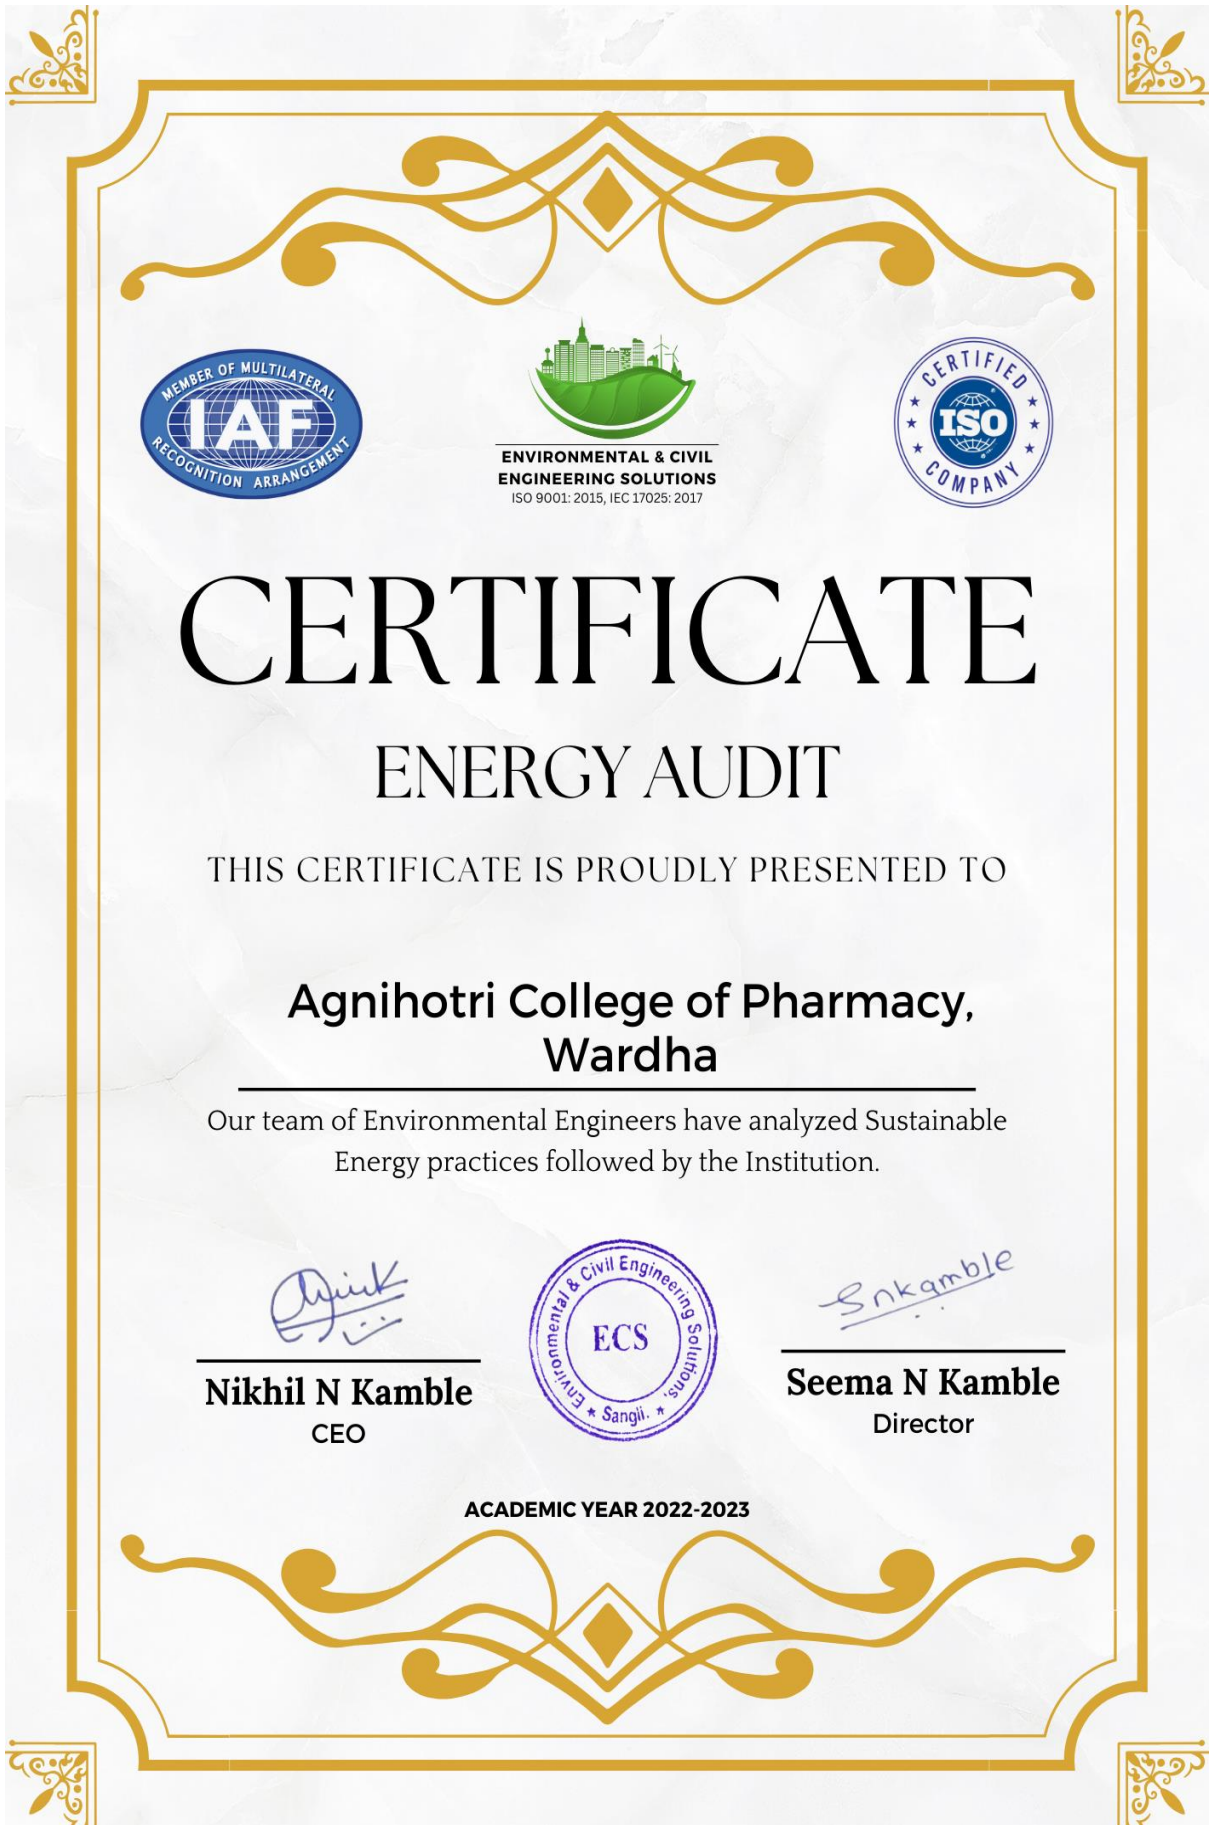 MEMBER OF MULTILATERAL
IAF
RECOGNITION ARRANGEMENT
ENVIRONMENTAL & CIVIL
ENGINEERING SOLUTIONS
ISO 9001: 2015, IEC 17025: 2017
CERTIFIED
ISO
COMPANY
CERTIFICATE
ENERGY AUDIT
THIS CERTIFICATE IS PROUDLY PRESENTED TO
Agnihotri College of Pharmacy,
Wardha
Our team of Environmental Engineers have analyzed Sustainable
Energy practices followed by the Institution.
Snkamble
Environmental & Civil Engineering Solutions,
ECS
Sangli.
Nikhil N Kamble
CEO
Seema N Kamble
Director
ACADEMIC YEAR 2022-2023